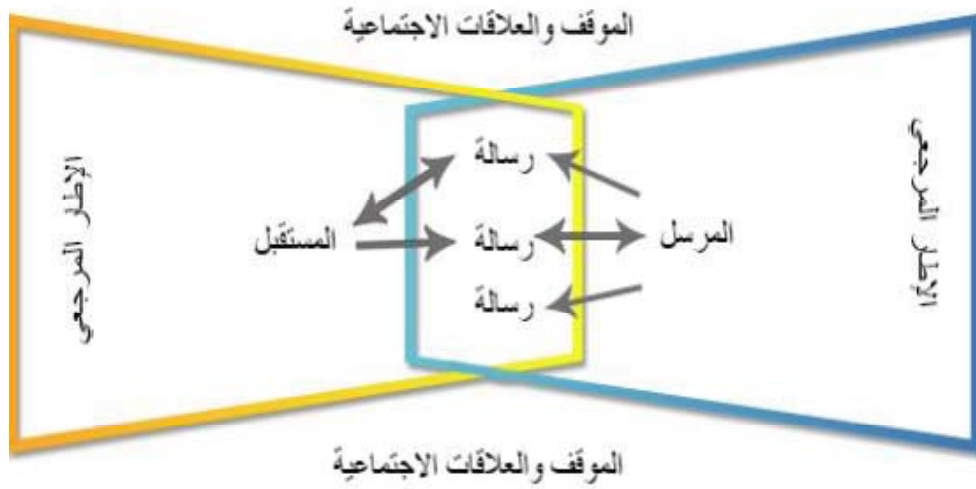 الموقف والعلاقات الاجتماعية
الإطار المرجعي
رسالة
المرسل
رسالة
المستقبل
رسالة
الإطار المرجعي
الموقف والعلاقات الاجتماعية